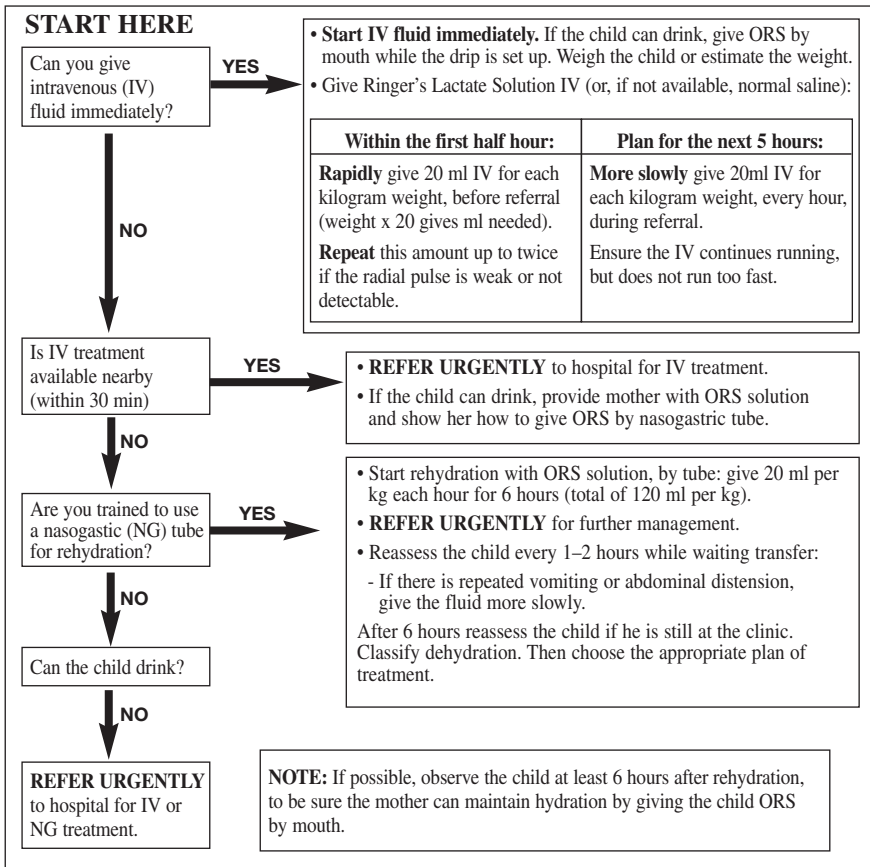 START HERE
Can you give
intravenous (IV)
fluid immediately?
YES
• Start IV fluid immediately. If the child can drink, give ORS by
mouth while the drip is set up. Weigh the child or estimate the weight.
• Give Ringer's Lactate Solution IV (or, if not available, normal saline):
Within the first half hour:
Rapidly give 20 ml IV for each
kilogram weight, before referral
(weight x 20 gives ml needed).
Repeat this amount up to twice
if the radial pulse is weak or not
detectable.
Plan for the next 5 hours:
More slowly give 20ml IV for
each kilogram weight, every hour,
during referral.
Ensure the IV continues running,
but does not run too fast.
NO
Is IV treatment
available nearby
(within 30 min)
YES
• REFER URGENTLY to hospital for IV treatment.
• If the child can drink, provide mother with ORS solution
and show her how to give ORS by nasogastric tube.
NO
Are you trained to use
a nasogastic (NG) tube
for rehydration?
YES
• Start rehydration with ORS solution, by tube: give 20 ml per
kg each hour for 6 hours (total of 120 ml per kg).
• REFER URGENTLY for further management.
• Reassess the child every 1–2 hours while waiting transfer:
- If there is repeated vomiting or abdominal distension,
give the fluid more slowly.
After 6 hours reassess the child if he is still at the clinic.
Classify dehydration. Then choose the appropriate plan of
treatment.
NO
Can the child drink?
NO
REFER URGENTLY
to hospital for IV or
NG treatment.
NOTE: If possible, observe the child at least 6 hours after rehydration,
to be sure the mother can maintain hydration by giving the child ORS
by mouth.